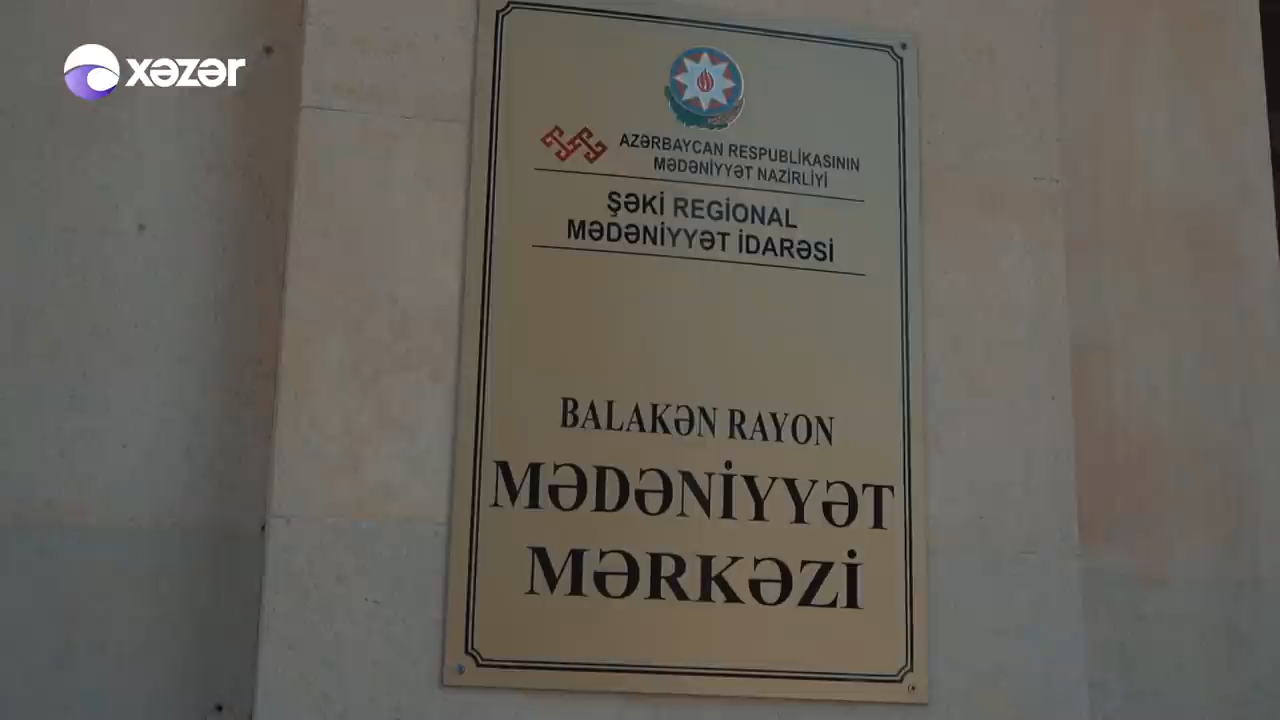 xəzər
AZƏRBAYCAN RESPUBLİKASININ
MƏDƏNİYYƏT NAZİRLİYİ
ŞƏKİ REGİONAL
MƏDƏNİYYƏT İDARƏSİ
BALAKƏN RAYON
MƏDƏNİYYƏT
MƏRKƏZİ